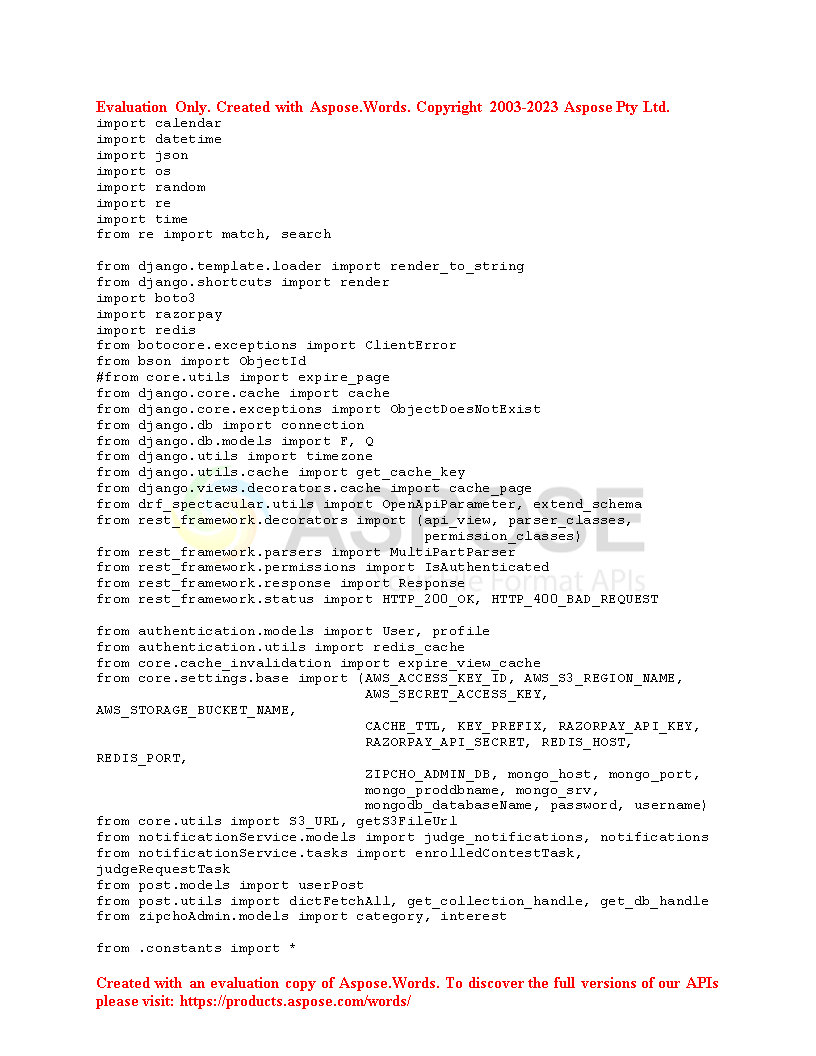 Evaluation Only. Created with Aspose.Words. Copyright 2003-2023 Aspose Pty Ltd.
import calendar
import datetime
import json
import os
import random
import re
import time
from re import match, search

from django.template.loader import render_to_string
from django.shortcuts import render
import boto3
import razorpay
import redis
from botocore.exceptions import ClientError
from bson import ObjectId
#from core.utils import expire_page
from django.core.cache import cache
from django.core.exceptions import ObjectDoesNotExist
from django.db import connection
from django.db.models import F, Q
from django.utils import timezone
from django.utils.cache import get_cache_key
from django.views.decorators.cache import cache_page
from drf_spectacular.utils import OpenApiParameter, extend_schema
from rest_framework.decorators import (api_view, parser_classes,
                                       permission_classes)
from rest_framework.parsers import MultiPartParser
from rest_framework.permissions import IsAuthenticated
from rest_framework.response import Response
from rest_framework.status import HTTP_200_OK, HTTP_400_BAD_REQUEST

from authentication.models import User, profile
from authentication.utils import redis_cache
from core.cache_invalidation import expire_view_cache
from core.settings.base import (AWS_ACCESS_KEY_ID, AWS_S3_REGION_NAME,
                                AWS_SECRET_ACCESS_KEY,
AWS_STORAGE_BUCKET_NAME,
                                CACHE_TTL, KEY_PREFIX, RAZORPAY_API_KEY,
                                RAZORPAY_API_SECRET, REDIS_HOST,
REDIS_PORT,
                                ZIPCHO_ADMIN_DB, mongo_host, mongo_port,
                                mongo_proddbname, mongo_srv,
                                mongodb_databaseName, password, username)
from core.utils import S3_URL, getS3FileUrl
from notificationService.models import judge_notifications, notifications
from notificationService.tasks import enrolledContestTask,
judgeRequestTask
from post.models import userPost
from post.utils import dictFetchAll, get_collection_handle, get_db_handle
from zipchoAdmin.models import category, interest

from .constants import *

Created with an evaluation copy of Aspose.Words. To discover the full versions of our APIs
please visit: https://products.aspose.com/words/
ASPOSE
Format APIs